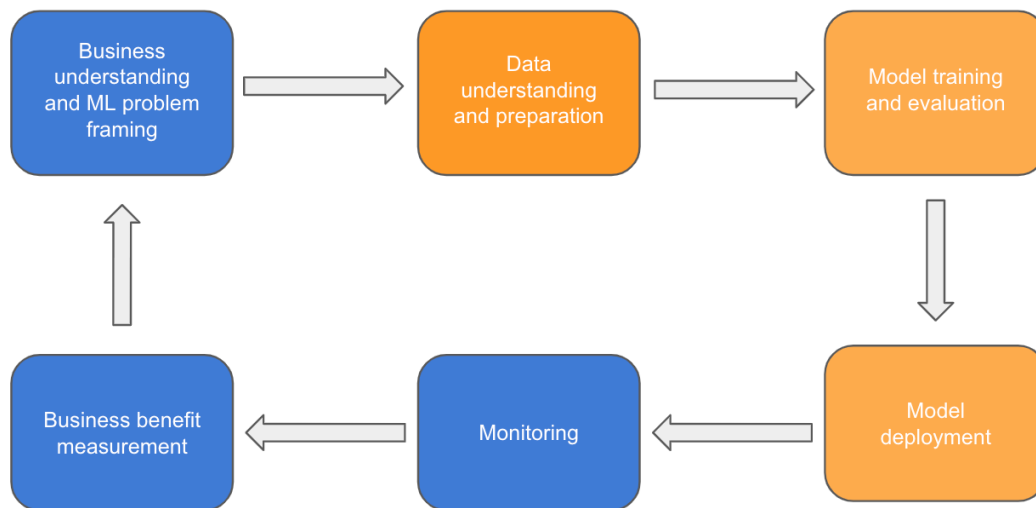 Business
understanding
and ML problem
framing
Data
understanding
and preparation
Model training
and evaluation
Business benefit
measurement
Monitoring
Model
deployment